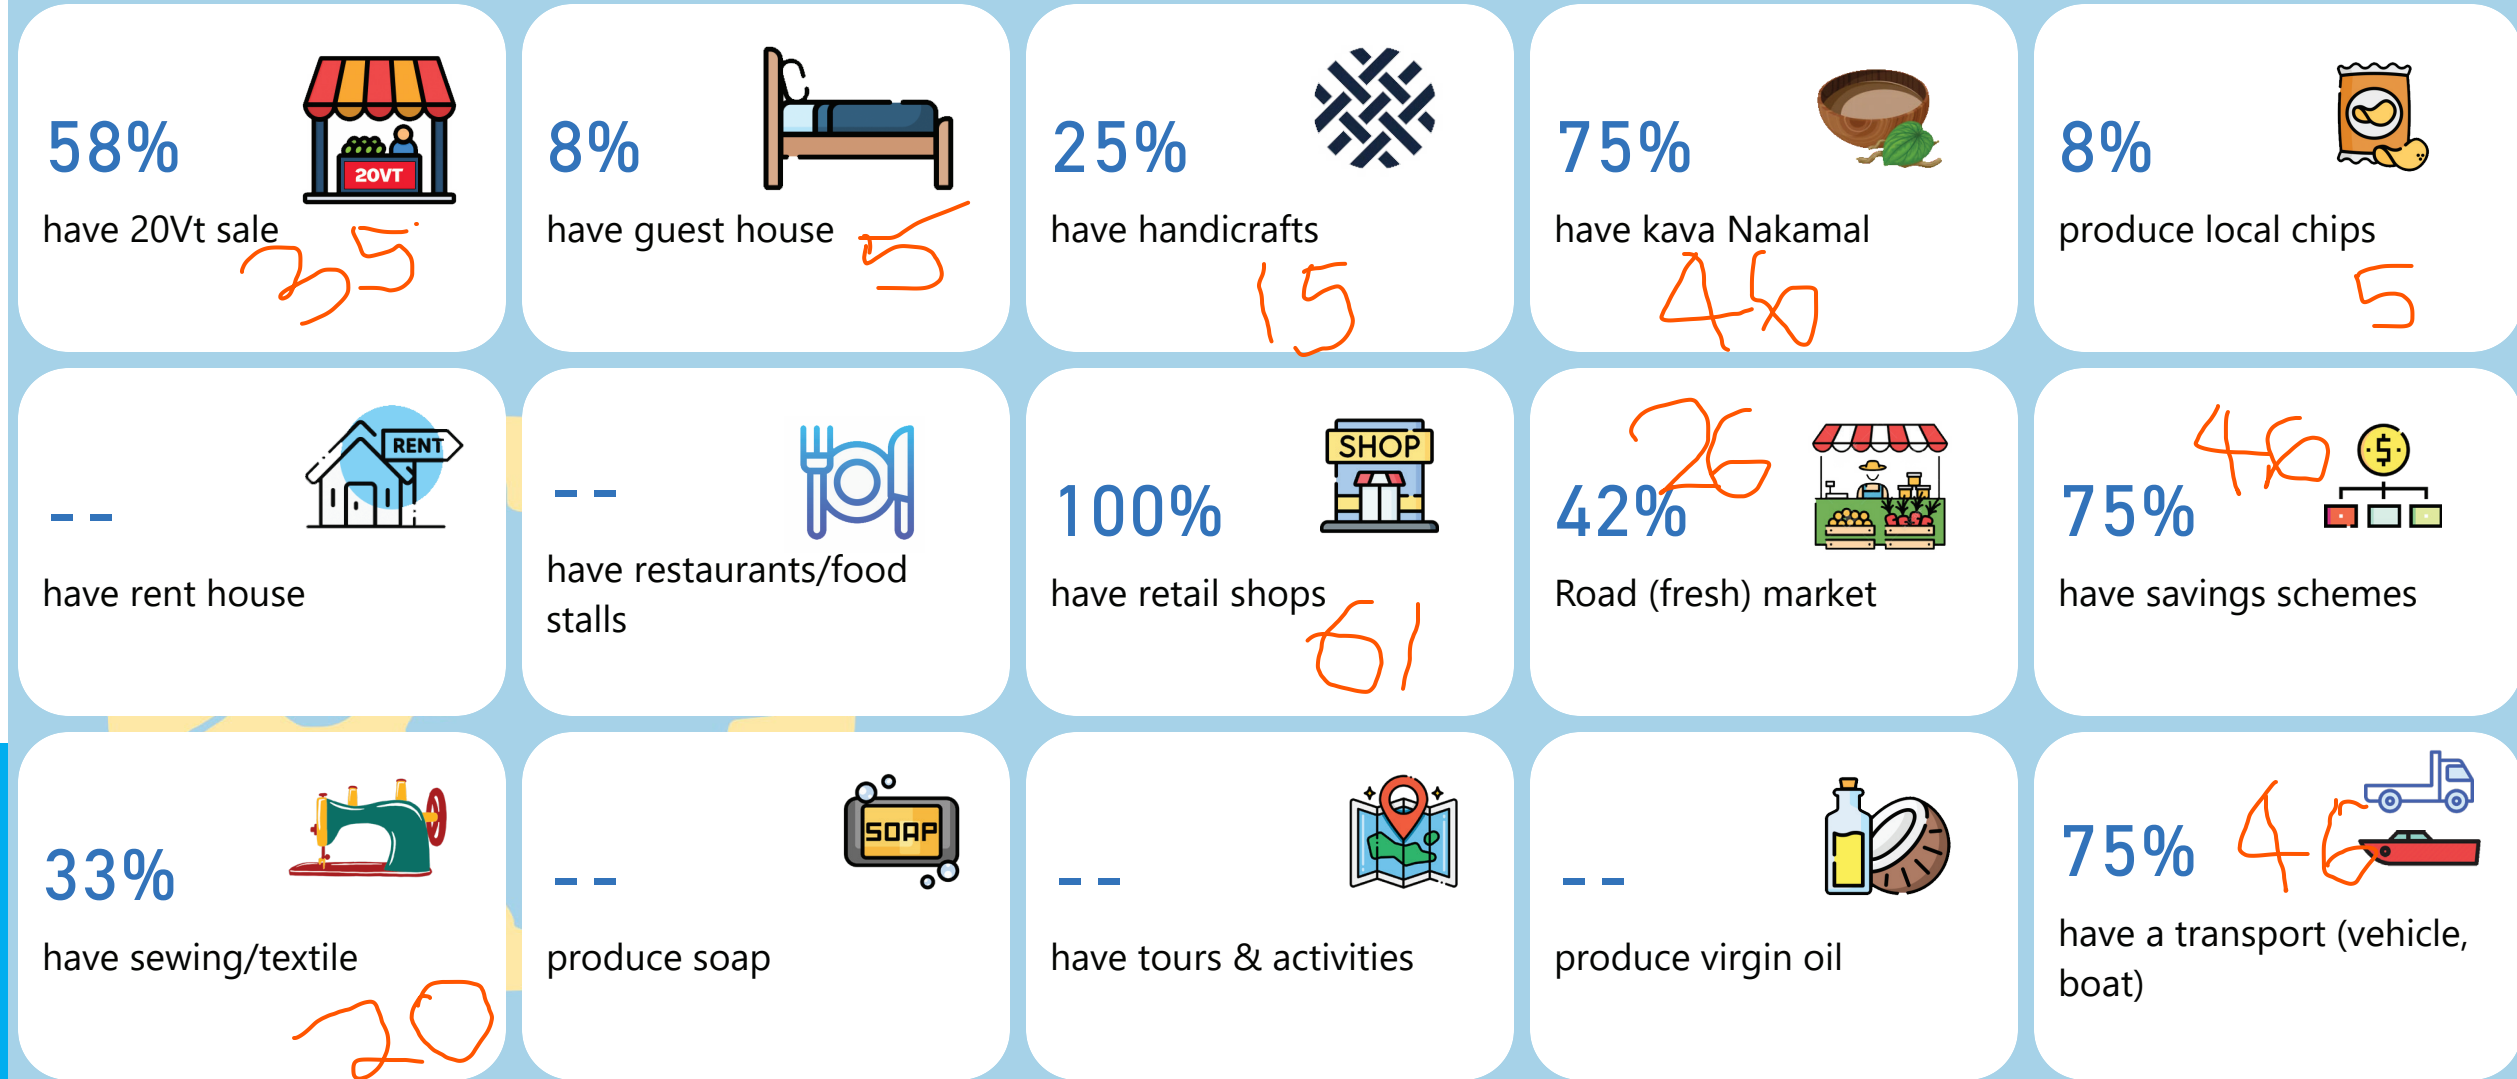 58%
20VT
have 20Vt sale
35
8%
have guest house
5
25%
have handicrafts
15
75%
have kava Nakamal
46
8%
produce local chips
5
RENT
--
have rent house
--
have restaurants/food
stalls
SHOP
100%
have retail shops
61
26
42%
Road (fresh) market
46
$
75%
have savings schemes
33%
have sewing/textile
20
SOAP
--
produce soap
--
have tours & activities
--
produce virgin oil
75%
46
have a transport (vehicle,
boat)